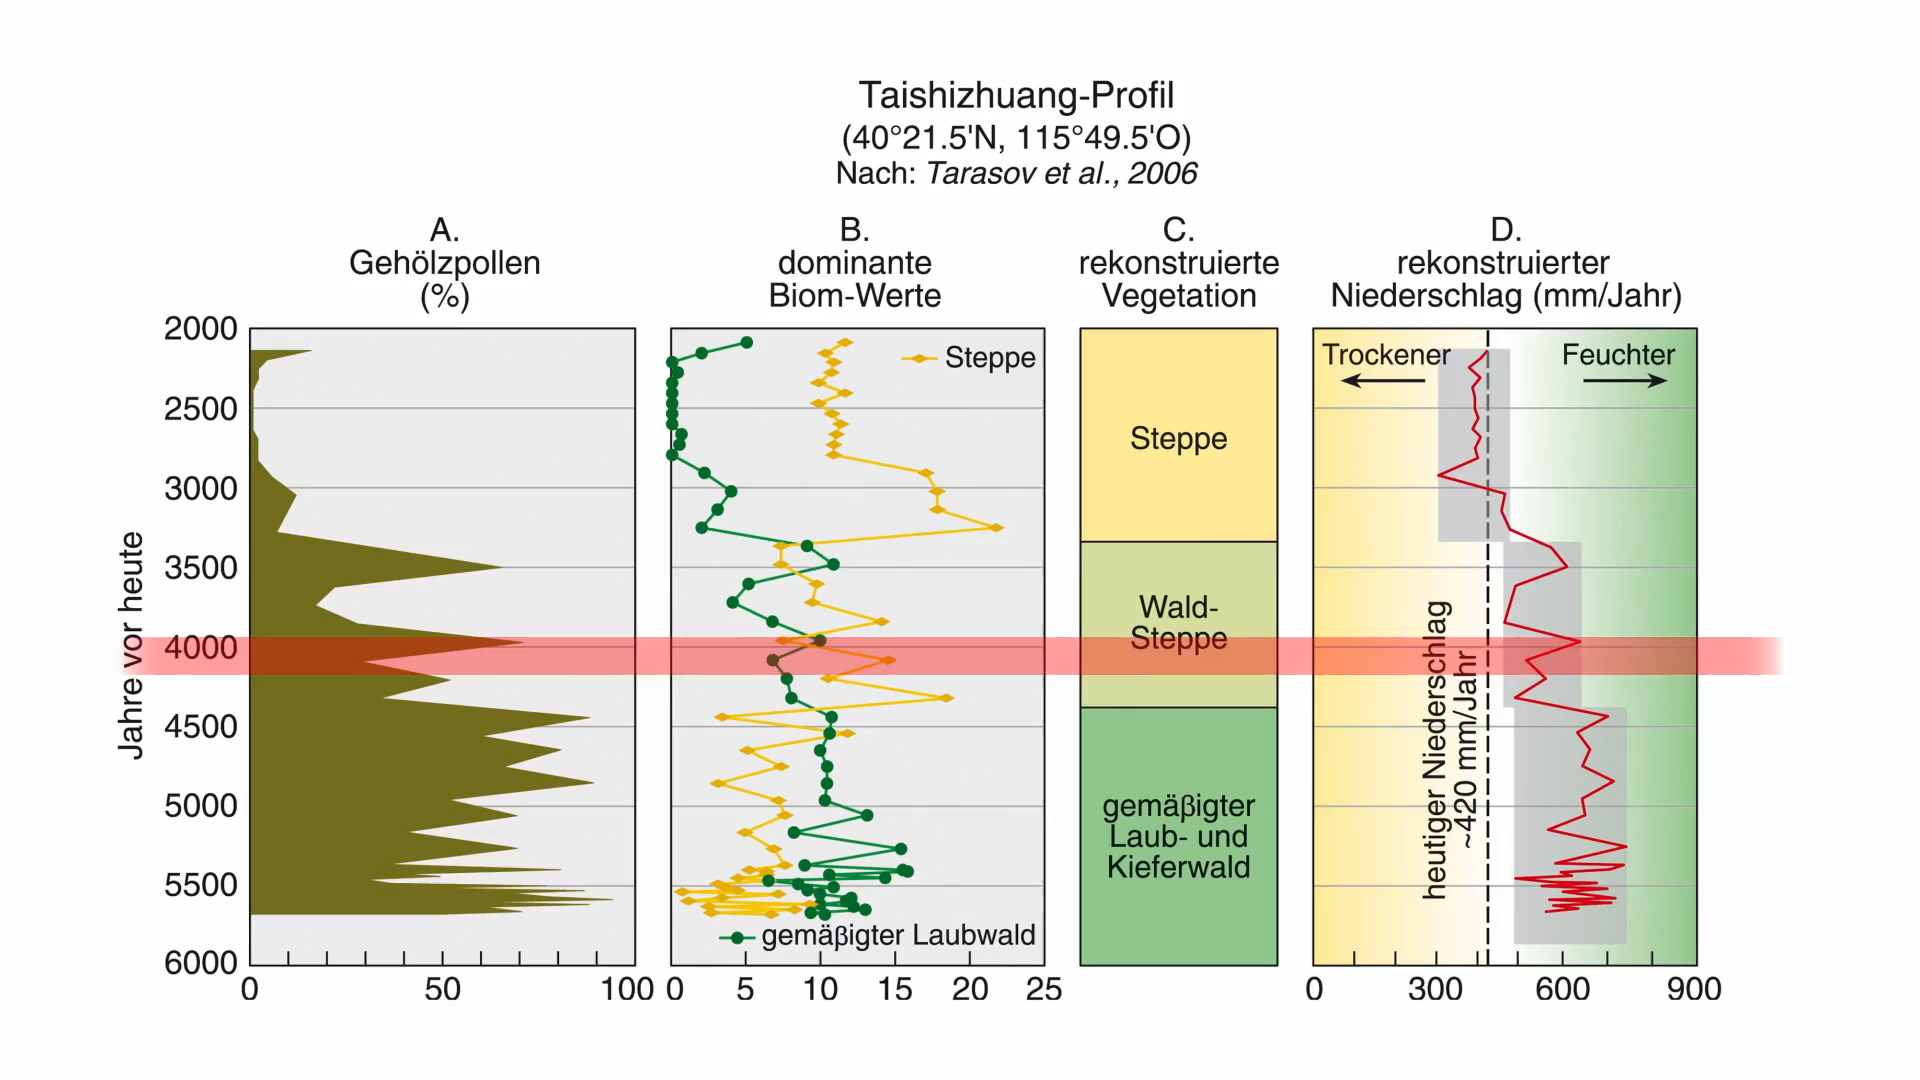 Taishizhuang-Profil
(40°21.5'N, 115°49.5'O)
Nach: Tarasov et al., 2006
A.
Gehölzpollen
(%)
B.
dominante
Biom-Werte
C.
rekonstruierte
Vegetation
D.
rekonstruierter
Niederschlag (mm/Jahr)
Jahre vor heute
2000
2500
3000
3500
4000
4500
5000
5500
6000
0 50 100
Steppe
gemäβigter Laubwald
0 5 10 15 20 25
Steppe
Wald-
Steppe
gemäβigter
Laub- und
Kieferwald
Trockener
Feuchter
heutiger Niederschlag
~420 mm/Jahr
0 300 600 900